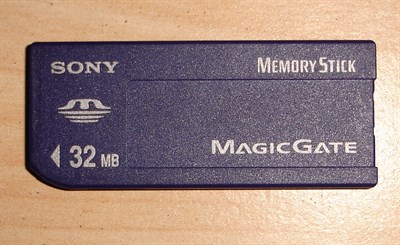 SONY
MEMORY STICK
32 MB
MAGICGATE